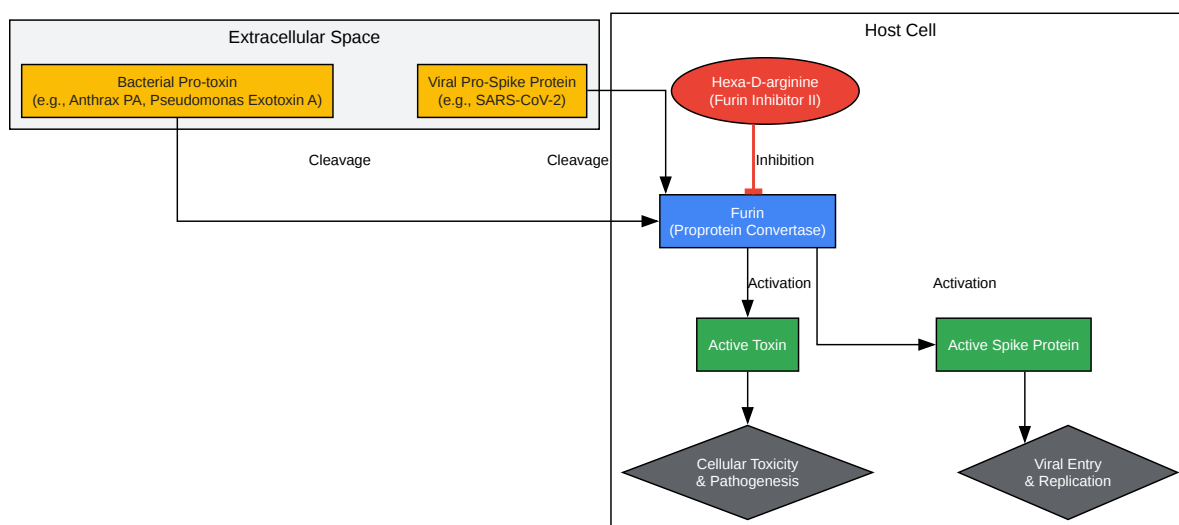 Extracellular Space
Host Cell
Bacterial Pro-toxin
(e.g., Anthrax PA, Pseudomonas Exotoxin A)
Viral Pro-Spike Protein
(e.g., SARS-CoV-2)
Hexa-D-arginine
(Furin Inhibitor II)
Cleavage
Cleavage
Inhibition
Furin
(Proprotein Convertase)
Activation
Activation
Active Toxin
Active Spike Protein
Cellular Toxicity
& Pathogenesis
Viral Entry
& Replication